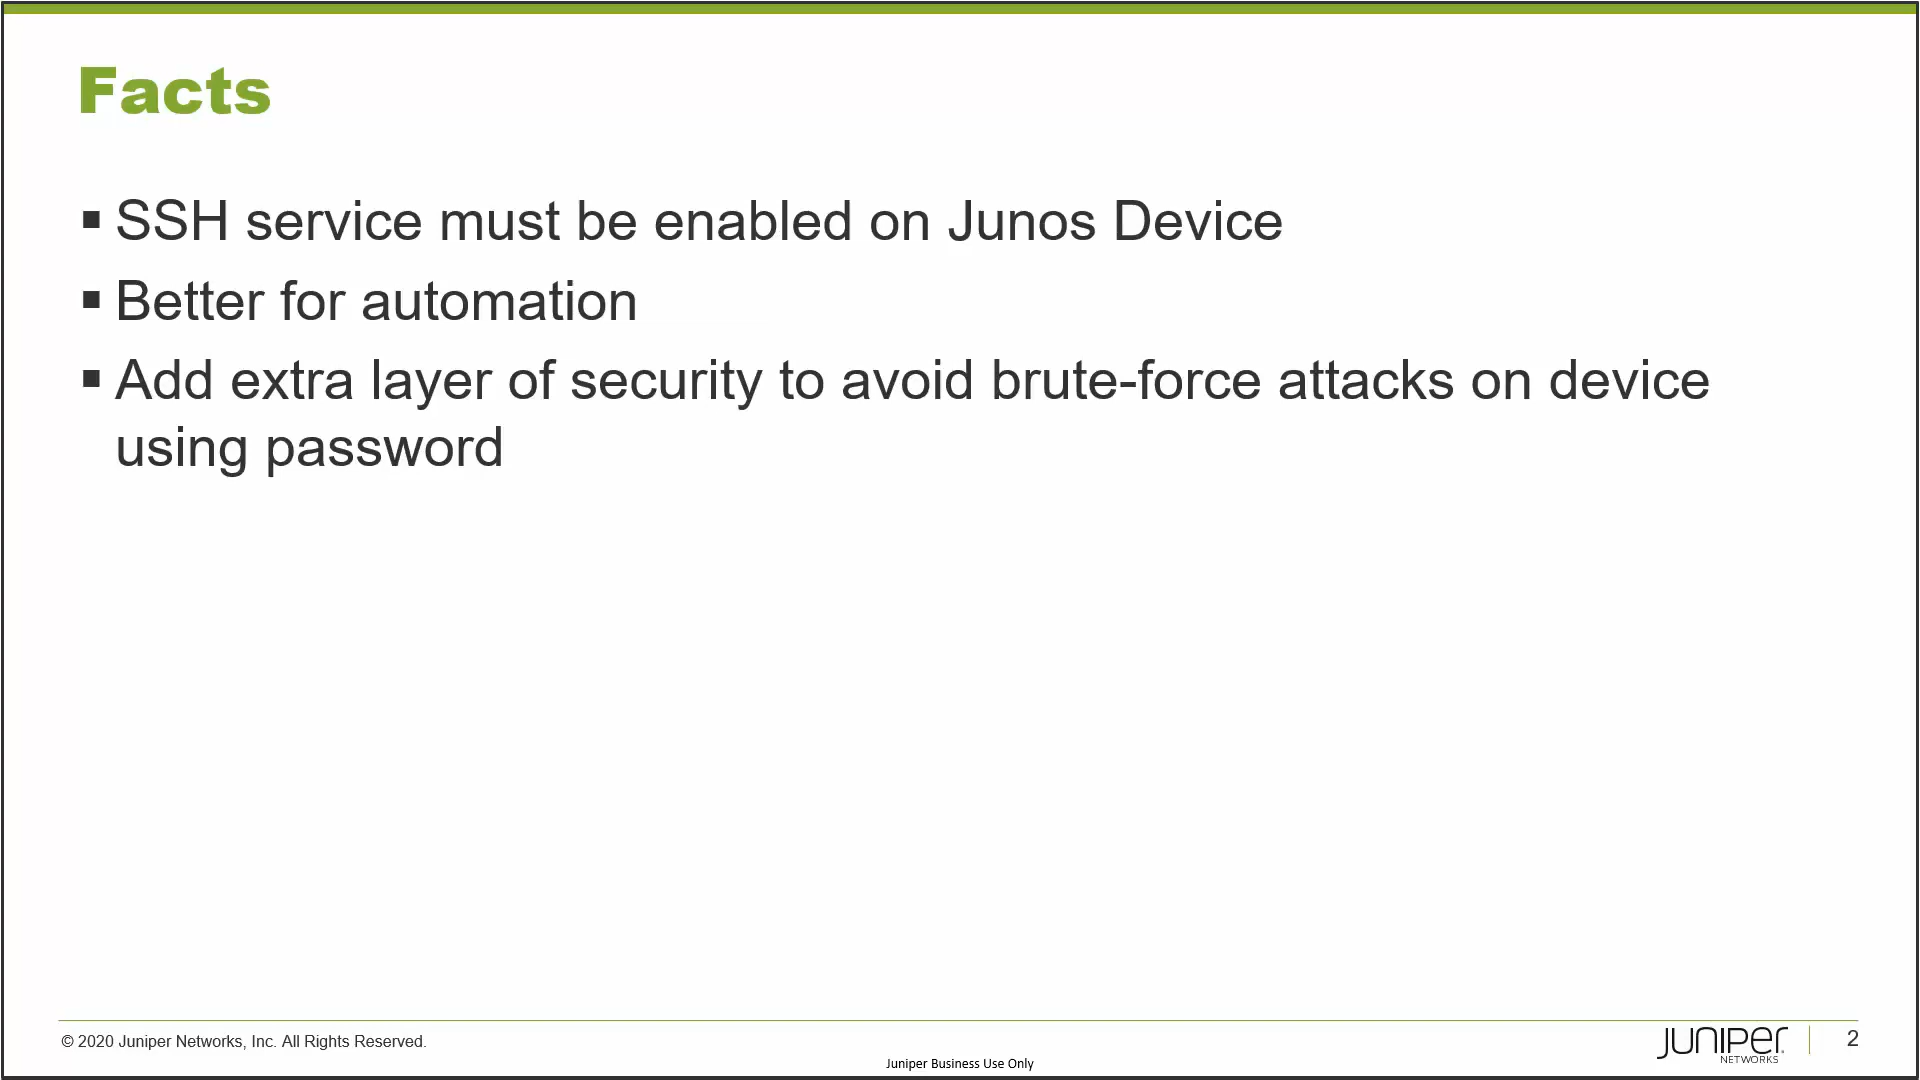 Facts
▪ SSH service must be enabled on Junos Device
▪ Better for automation
▪ Add extra layer of security to avoid brute-force attacks on device
using password
© 2020 Juniper Networks, Inc. All Rights Reserved.
Juniper Business Use Only
JUNIPer
NETWORKS
2